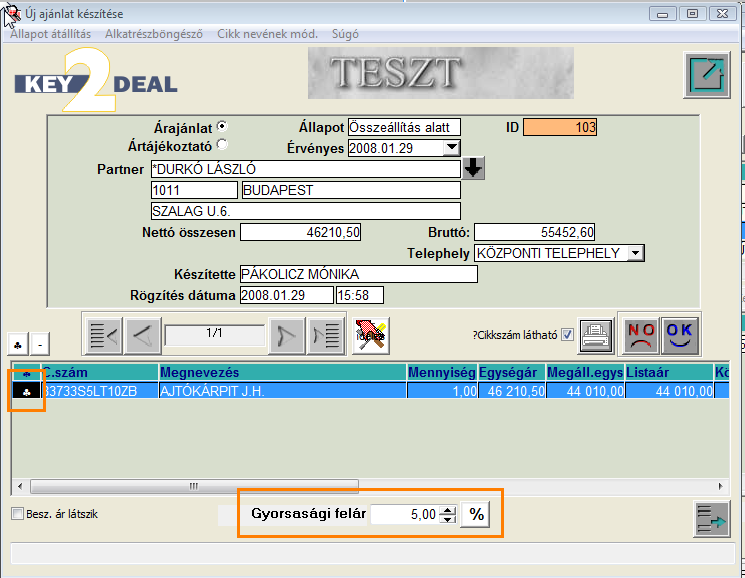 Új ajánlat készítése
Állapot átállítás Alkatrészböngésző Cikk nevének mód. Súgó
KEY 2 DEAL
TESZT
Árajánlat Állapot Összeállítás alatt ID 103
Ártájékoztató Érvényes 2008.01.29
Partner *DURKÓ LÁSZLÓ
1011 BUDAPEST
SZALAG U.6.
Nettó összesen 46210,50 Bruttó: 55452,60
Telephely KÖZPONTI TELEPHELY
Készítette PÁKOLICZ MÓNIKA
Rögzítés dátuma 2008.01.29 15:58
♣ - 1/1 ?Cikkszám látható NO OK
♣ C.szám Megnevezés Mennyiség Egységár Megáll.egys Listaár Kö
♣ 83733S5LT10ZB AJTÓKÁRPIT J.H. 1,00 46 210,50 44 010,00 44 010,00
Besz. ár látszik Gyorsasági felár 5,00 %